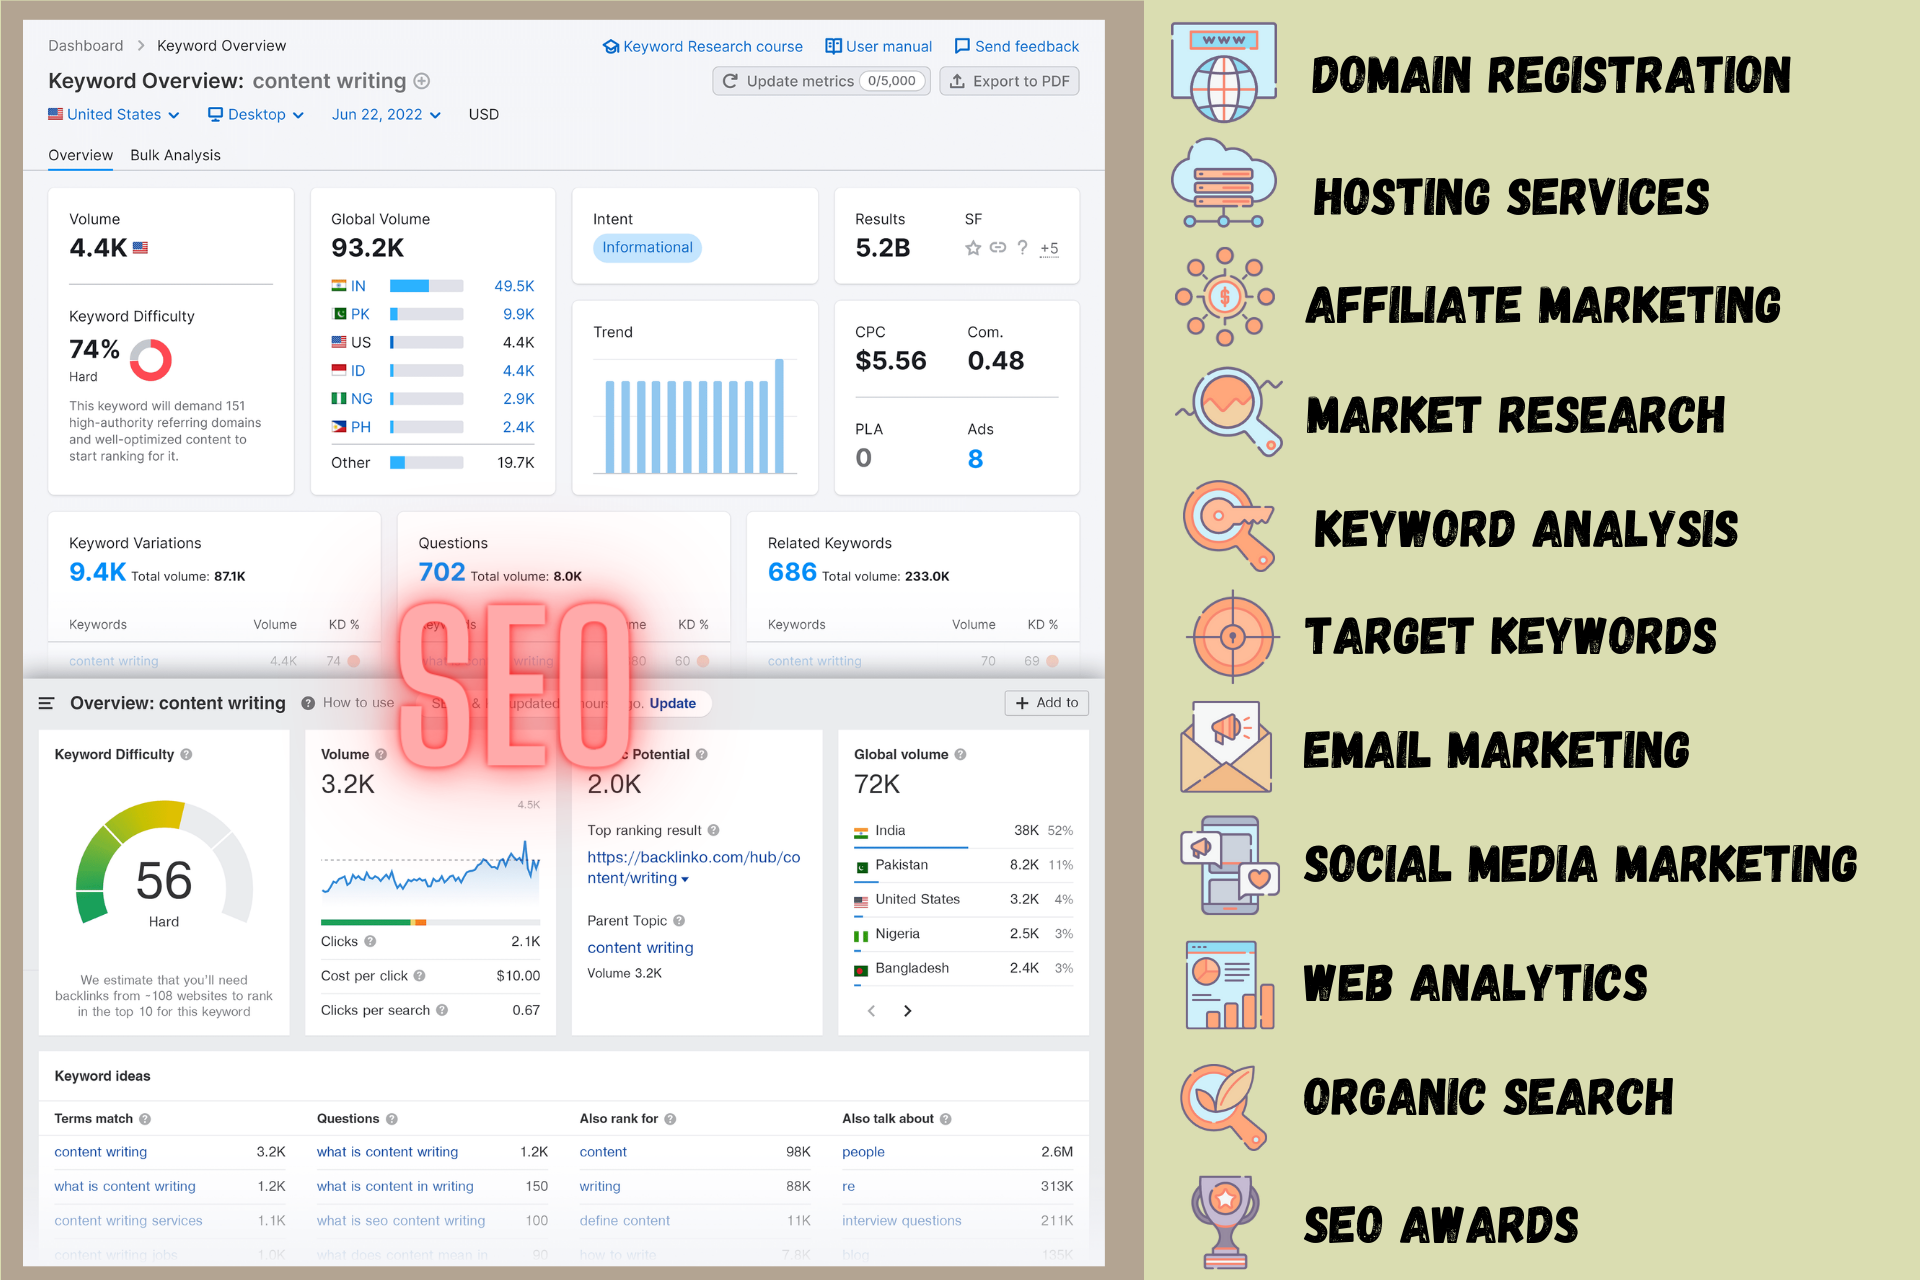 Dashboard > Keyword Overview
Keyword Research course
User manual
Send feedback
Keyword Overview: content writing
Update metrics 0/5,000
Export to PDF
United States
Desktop
Jun 22, 2022
USD
Overview
Bulk Analysis
Volume
4.4K
Keyword Difficulty
74%
Hard
This keyword will demand 151
high-authority referring domains
and well-optimized content to
start ranking for it.
Global Volume
93.2K
IN 49.5K
PK 9.9K
US 4.4K
ID 4.4K
NG 2.9K
PH 2.4K
Other 19.7K
Intent
Informational
Trend
Results SF
5.2B +5
CPC Com.
$5.56 0.48
PLA Ads
0 8
Keyword Variations
9.4K Total volume: 87.1K
Keywords Volume KD %
content writing 4.4K 74
Questions
702 Total volume: 8.0K
KD %
writing 80 60
Related Keywords
686 Total volume: 233.0K
Keywords Volume KD %
content writting 70 69
SEO
Overview: content writing
How to use
updated
Update
+ Add to
Keyword Difficulty
56
Hard
We estimate that you'll need
backlinks from ~108 websites to rank
in the top 10 for this keyword
Volume
3.2K
4.5K
Clicks 2.1K
Cost per click $10.00
Clicks per search 0.67
Potential
2.0K
Top ranking result
https://backlinko.com/hub/co
ntent/writing
Parent Topic
content writing
Volume 3.2K
Global volume
72K
India 38K 52%
Pakistan 8.2K 11%
United States 3.2K 4%
Nigeria 2.5K 3%
Bangladesh 2.4K 3%
Keyword ideas
Terms match
content writing 3.2K
what is content writing 1.2K
content writing services 1.1K
content writing jobs 1.0K
Questions
what is content writing 1.2K
what is content in writing 150
what is seo content writing 100
what does content mean in 90
Also rank for
content 98K
writing 88K
define content 11K
how to write 7.8K
Also talk about
people 2.6M
re 313K
interview questions 211K
blog 135K
WWW
DOMAIN REGISTRATION
HOSTING SERVICES
$
AFFILIATE MARKETING
MARKET RESEARCH
KEYWORD ANALYSIS
TARGET KEYWORDS
EMAIL MARKETING
SOCIAL MEDIA MARKETING
WEB ANALYTICS
ORGANIC SEARCH
SEO AWARDS